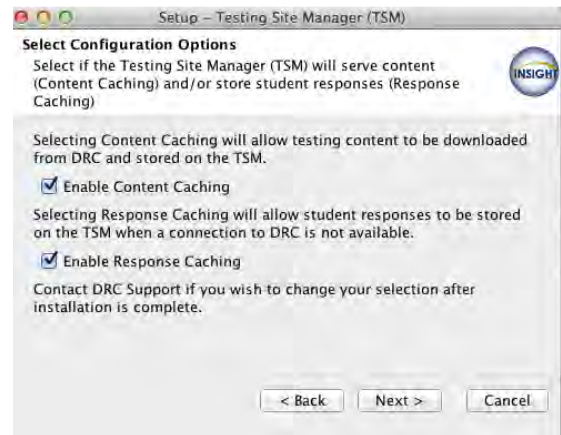 Setup – Testing Site Manager (TSM)
Select Configuration Options
Select if the Testing Site Manager (TSM) will serve content
(Content Caching) and/or store student responses (Response
Caching)
INSIGHT
Selecting Content Caching will allow testing content to be downloaded
from DRC and stored on the TSM.
Enable Content Caching
Selecting Response Caching will allow student responses to be stored
on the TSM when a connection to DRC is not available.
Enable Response Caching
Contact DRC Support if you wish to change your selection after
installation is complete.
< Back Next > Cancel